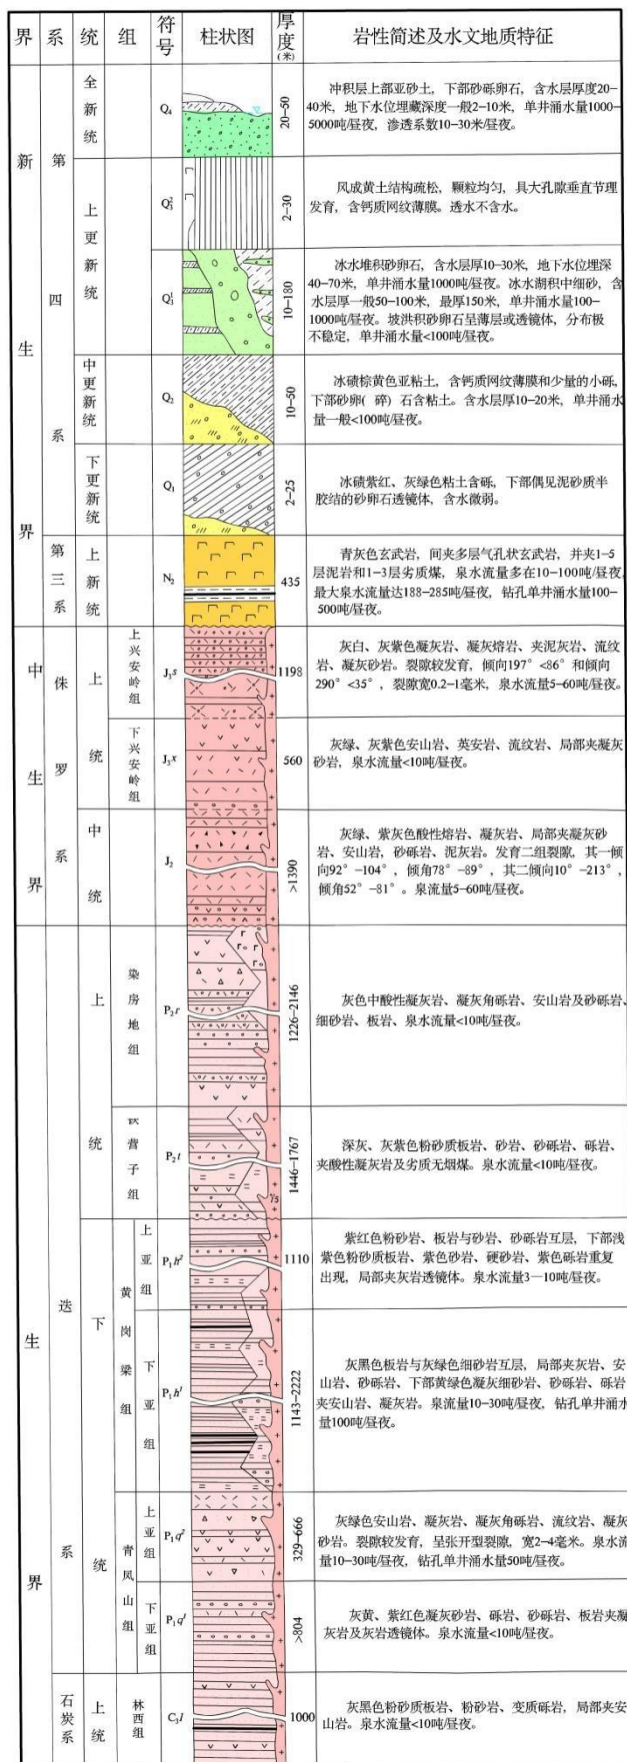 界 系 统 组 符号 柱状图 厚度(米) 岩性简述及水文地质特征
新生界
第四系
全新统
Q₄
20–50
冲积层上部亚砂土，下部砂砾卵石，含水层厚度20–
40米，地下水位埋藏深度一般2–10米，单井涌水量1000–
5000吨/昼夜，渗透系数10–30米/昼夜。
上更新统
Q₃²
2–30
风成黄土结构疏松，颗粒均匀，具大孔隙垂直节理
发育，含钙质网纹薄膜。透水不含水。
Q₃¹
10–180
冰水堆积砂卵石，含水层厚10–30米，地下水位埋深
40–70米，单井涌水量1000吨/昼夜。冰水湖积中细砂，含
水层厚一般50–100米，最厚150米，单井涌水量100–
1000吨/昼夜。坡洪积砂卵石呈薄层或透镜体，分布极
不稳定，单井涌水量<100吨/昼夜。
中更新统
Q₂
10–50
冰碛棕黄色亚粘土，含钙质网纹薄膜和少量的小砾，
下部砂卵( 碎) 石含粘土。含水层厚10–20米，单井涌水
量一般<100吨/昼夜。
下更新统
Q₁
2–25
冰碛紫红、灰绿色粘土含砾，下部偶见泥砂质半
胶结的砂卵石透镜体，含水微弱。
第三系
上新统
N₂
435
青灰色玄武岩，间夹多层气孔状玄武岩，并夹1–5
层泥岩和1–3层劣质煤，泉水流量多在10–100吨/昼夜，
最大泉水流量达188–285吨/昼夜，钻孔单井涌水量100–
500吨/昼夜。
中生界
侏罗系
上统
上兴安岭组
J₃s
1198
灰白、灰紫色凝灰岩、凝灰熔岩、夹泥灰岩、流纹
岩、凝灰砂岩。裂隙较发育，倾向197°<86°和倾向
290°<35°，裂隙宽0.2–1毫米，泉水流量5–60吨/昼夜。
下兴安岭组
J₃x
560
灰绿、灰紫色安山岩、英安岩、流纹岩、局部夹凝灰
砂岩，泉水流量<10吨/昼夜。
中统
J₂
>1390
灰绿、紫灰色酸性熔岩、凝灰岩、局部夹凝灰砂
岩、安山岩，砂砾岩、泥灰岩。发育二组裂隙，其一倾
向92°–104°，倾角78°–89°，其二倾向10°–213°，
倾角52°–81°。泉流量5–60吨/昼夜。
生界
迭系
上统
染房地组
P₂r
1226–2146
灰色中酸性凝灰岩、凝灰角砾岩、安山岩及砂砾岩、
细砂岩、板岩、泉水流量<10吨/昼夜。
营子组
P₂t
1446–1767
γ5
深灰、灰紫色粉砂质板岩、砂岩、砂砾岩、砾岩、
夹酸性凝灰岩及劣质无烟煤。泉水流量<10吨/昼夜。
下统
黄岗梁组
上亚组
P₁h²
1110
紫红色粉砂岩、板岩与砂岩、砂砾岩互层，下部浅
紫色粉砂质板岩、紫色砂岩、硬砂岩、紫色砾岩重复
出现，局部夹灰岩透镜体。泉水流量3—10吨/昼夜。
下亚组
P₁h¹
1143–2222
灰黑色板岩与灰绿色细砂岩互层，局部夹灰岩、安
山岩、砂砾岩、下部黄绿色凝灰细砂岩、砂砾岩、砾岩
夹安山岩、凝灰岩。泉流量10–30吨/昼夜，钻孔单井涌水
量100吨/昼夜。
青凤山组
上亚组
P₁q²
329–666
灰绿色安山岩、凝灰岩、凝灰角砾岩、流纹岩、凝灰
砂岩。裂隙较发育，呈张开型裂隙，宽2–4毫米。泉水流
量10–30吨/昼夜，钻孔单井涌水量50吨/昼夜。
下亚组
P₁q¹
>804
灰黄、紫红色凝灰砂岩、砾岩、砂砾岩、板岩夹凝
灰岩及灰岩透镜体。泉水流量<10吨/昼夜。
石炭系
上统
林西组
C₃l
1000
灰黑色粉砂质板岩、粉砂岩、变质砾岩，局部夹安
山岩。泉水流量<10吨/昼夜。